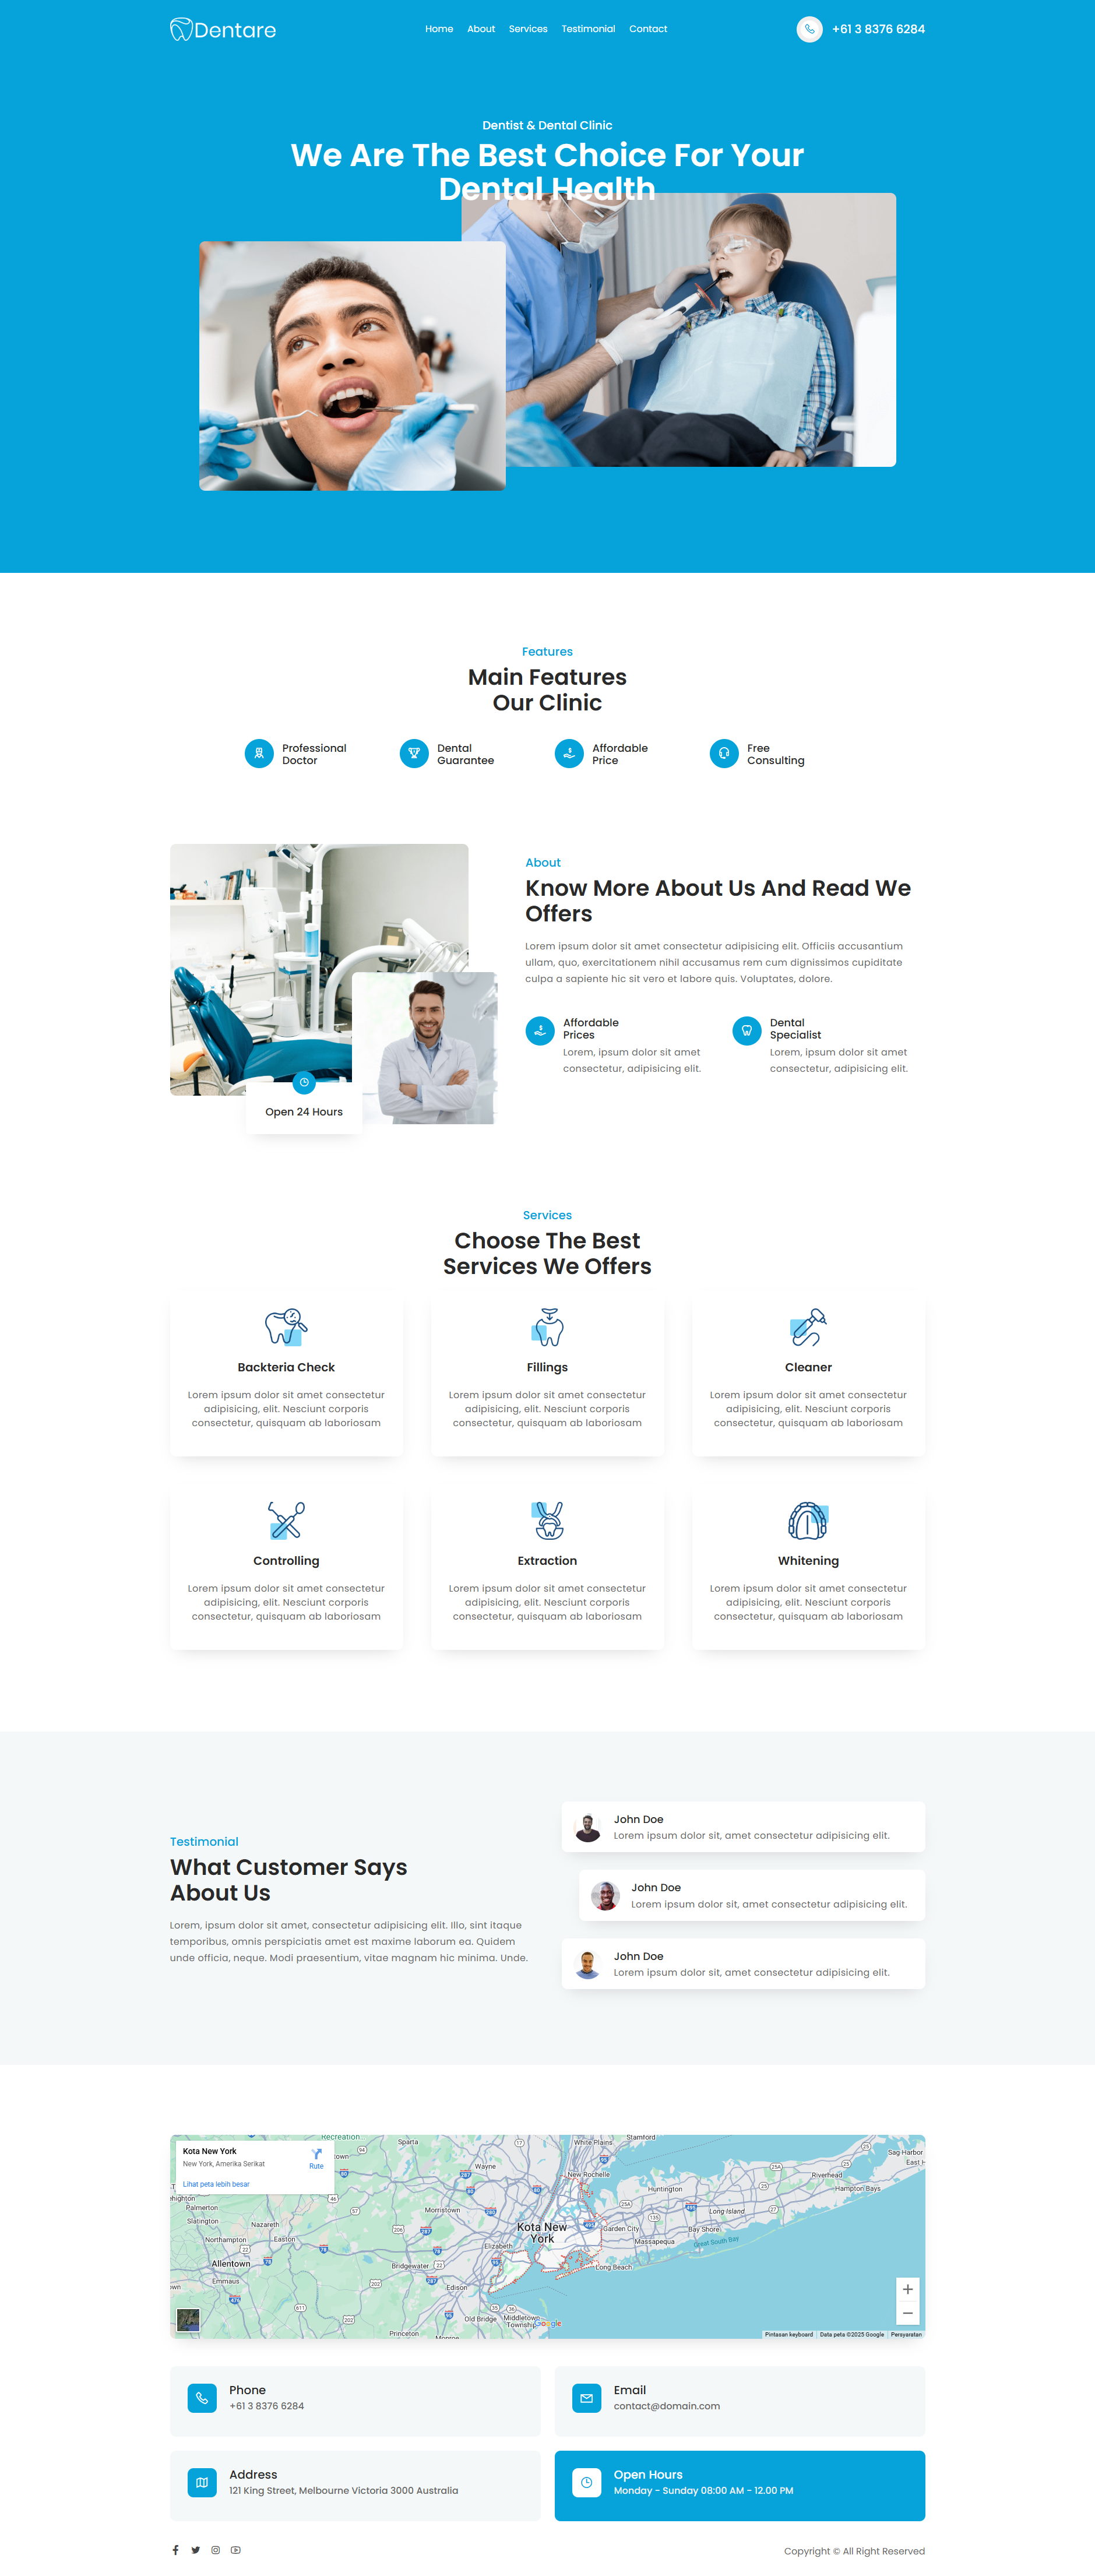 Dentare
Home About Services Testimonial Contact
+61 3 8376 6284
Dentist & Dental Clinic
We Are The Best Choice For Your
Dental Health
Features
Main Features
Our Clinic
Professional
Doctor
Dental
Guarantee
Affordable
Price
Free
Consulting
Open 24 Hours
About
Know More About Us And Read We
Offers
Lorem ipsum dolor sit amet consectetur adipisicing elit. Officiis accusantium
ullam, quo, exercitationem nihil accusamus rem cum dignissimos cupiditate
culpa a sapiente hic sit vero et labore quis. Voluptates, dolore.
Affordable
Prices
Lorem, ipsum dolor sit amet
consectetur, adipisicing elit.
Dental
Specialist
Lorem, ipsum dolor sit amet
consectetur, adipisicing elit.
Services
Choose The Best
Services We Offers
Backteria Check
Lorem ipsum dolor sit amet consectetur
adipisicing, elit. Nesciunt corporis
consectetur, quisquam ab laboriosam
Fillings
Lorem ipsum dolor sit amet consectetur
adipisicing, elit. Nesciunt corporis
consectetur, quisquam ab laboriosam
Cleaner
Lorem ipsum dolor sit amet consectetur
adipisicing, elit. Nesciunt corporis
consectetur, quisquam ab laboriosam
Controlling
Lorem ipsum dolor sit amet consectetur
adipisicing, elit. Nesciunt corporis
consectetur, quisquam ab laboriosam
Extraction
Lorem ipsum dolor sit amet consectetur
adipisicing, elit. Nesciunt corporis
consectetur, quisquam ab laboriosam
Whitening
Lorem ipsum dolor sit amet consectetur
adipisicing, elit. Nesciunt corporis
consectetur, quisquam ab laboriosam
Testimonial
What Customer Says
About Us
Lorem, ipsum dolor sit amet, consectetur adipisicing elit. Illo, sint itaque
temporibus, omnis perspiciatis amet est maxime laborum ea. Quidem
unde officia, neque. Modi praesentium, vitae magnam hic minima. Unde.
John Doe
Lorem ipsum dolor sit, amet consectetur adipisicing elit.
John Doe
Lorem ipsum dolor sit, amet consectetur adipisicing elit.
John Doe
Lorem ipsum dolor sit, amet consectetur adipisicing elit.
Kota New York
New York, Amerika Serikat
Rute
Lihat peta lebih besar
Recreation
Sparta
White Plains
Stamford
Sag Harbor
Wayne
New Rochelle
Riverhead
Hampton Bays
Huntington
Palmerton
Slatington
Morristown
Long Island
Nazareth
Northampton
Easton
Kota New
York
Garden City
Bay Shore
Massapequa
Great South Bay
Elizabeth
Allentown
Bridgewater
Long Beach
Emmaus
Edison
Old Bridge
Middletown
Township
Google
Princeton
Monroe
Pintasan keyboard
Data peta ©2025 Google
Persyaratan
Phone
+61 3 8376 6284
Email
contact@domain.com
Address
121 King Street, Melbourne Victoria 3000 Australia
Open Hours
Monday - Sunday 08:00 AM - 12.00 PM
Copyright © All Right Reserved